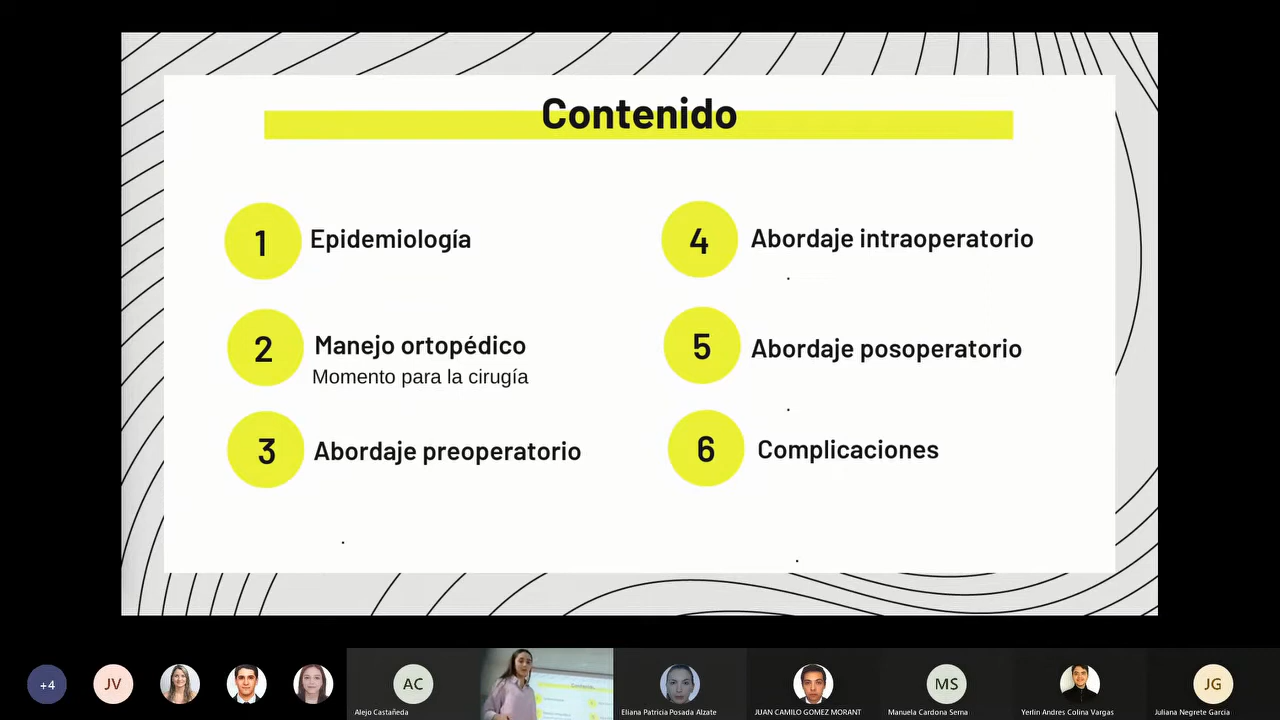 Contenido
1
Epidemiología
2
Manejo ortopédico
Momento para la cirugía
3
Abordaje preoperatorio
4
Abordaje intraoperatorio
5
Abordaje posoperatorio
6
Complicaciones
+4
JV
AC
Alejo Castañeda
Eliana Patricia Posada Alzate
JUAN CAMILO GOMEZ MORANT
MS
Manuela Cardona Serna
Yerlín Andres Colina Vargas
JG
Juliana Negrete García